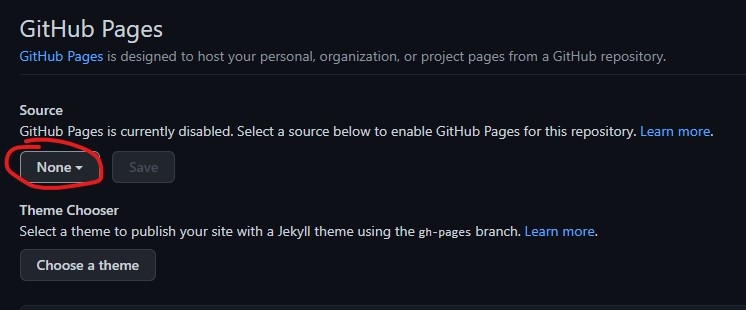 GitHub Pages
GitHub Pages is designed to host your personal, organization, or project pages from a GitHub repository.
Source
GitHub Pages is currently disabled. Select a source below to enable GitHub Pages for this repository. Learn more.
None Save
Theme Chooser
Select a theme to publish your site with a Jekyll theme using the gh-pages branch. Learn more.
Choose a theme